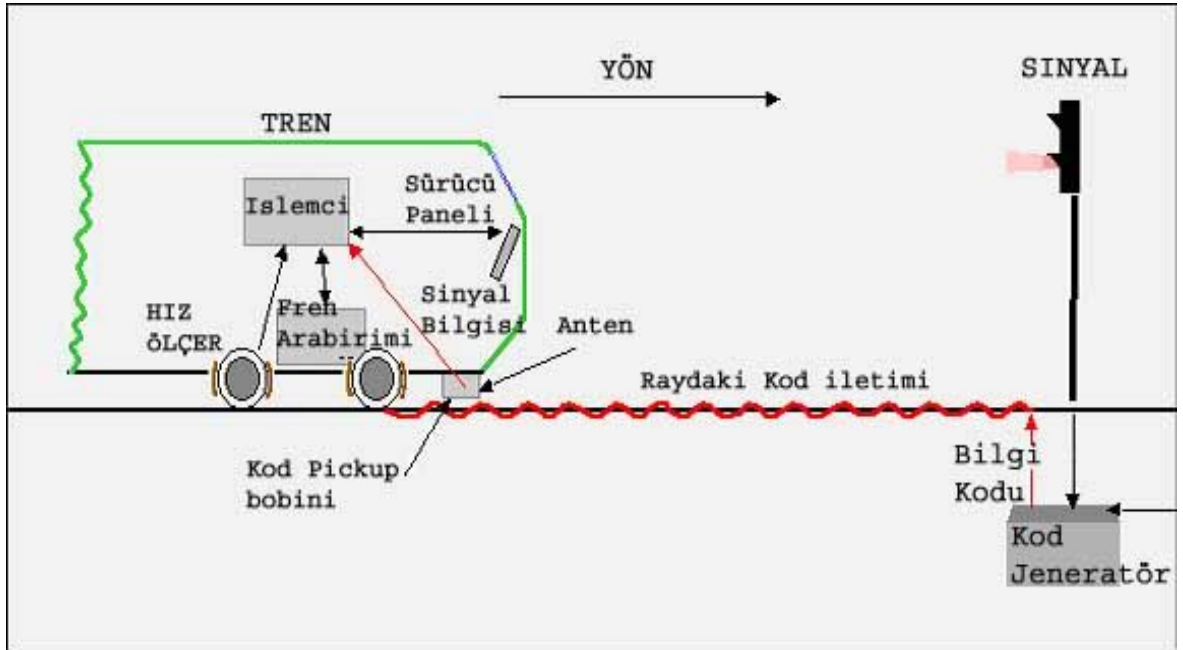 YÖN
SINYAL
TREN
Islemci
Sürücü
Paneli
HIZ
ÖLÇER
Fren
Arabirimi
Sinyal
Bilgisi
Anten
Raydaki Kod iletimi
Kod Pickup
bobini
Bilgi
Kodu
Kod
Jeneratör